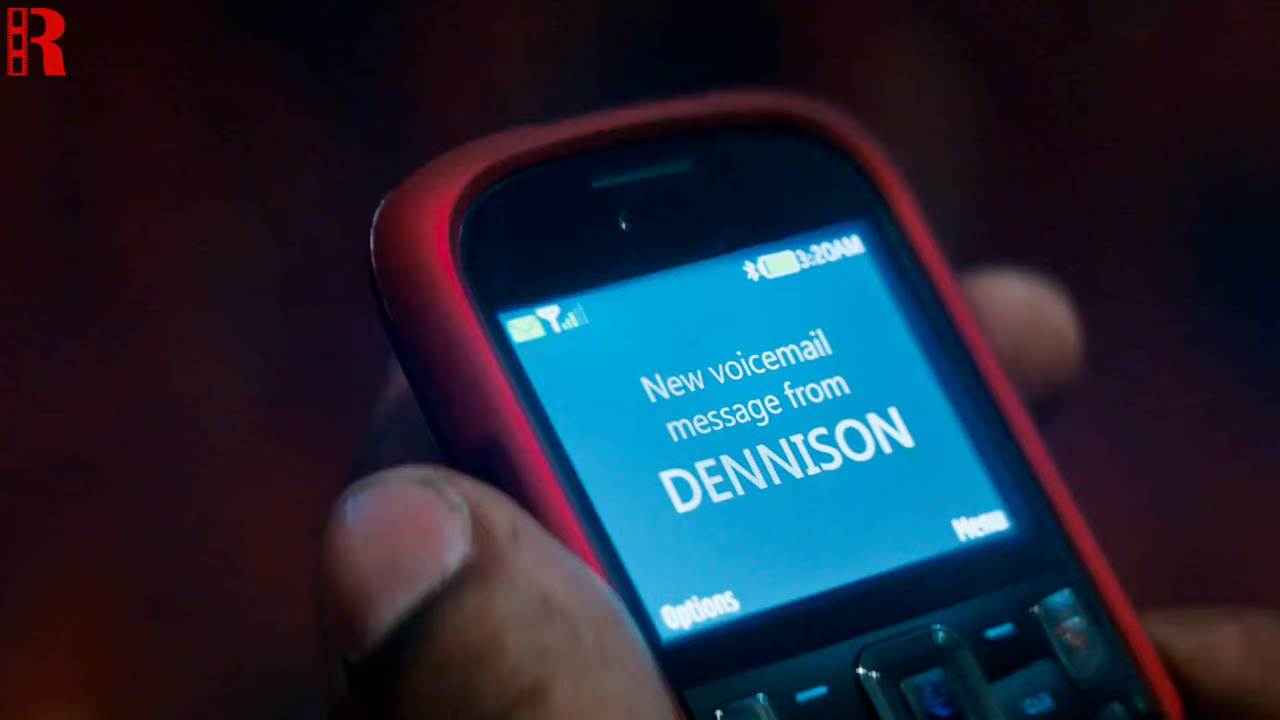 R
3:20AM
New voicemail
message from
DENNISON
Menu
Options